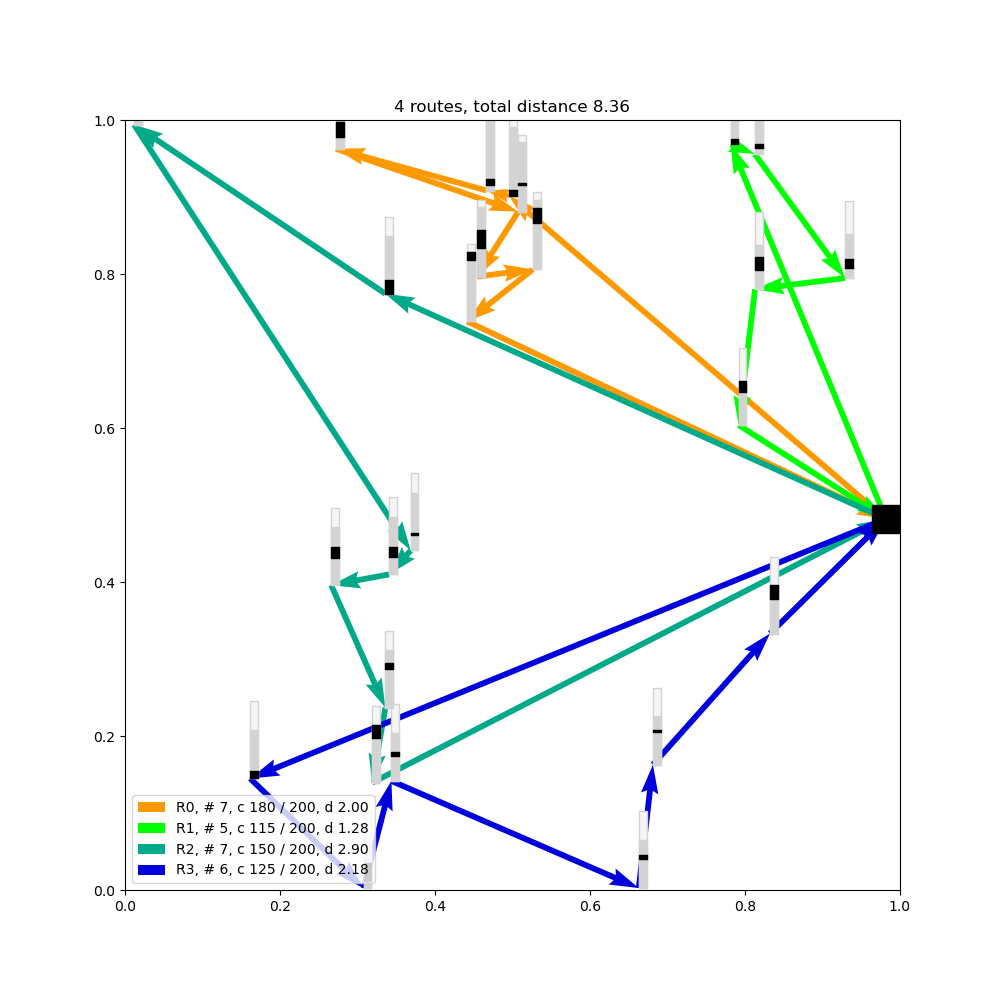 4 routes, total distance 8.36
1.0
0.8
0.6
0.4
0.2
0.0
R0, # 7, c 180 / 200, d 2.00
R1, # 5, c 115 / 200, d 1.28
R2, # 7, c 150 / 200, d 2.90
R3, # 6, c 125 / 200, d 2.18
0.0 0.2 0.4 0.6 0.8 1.0